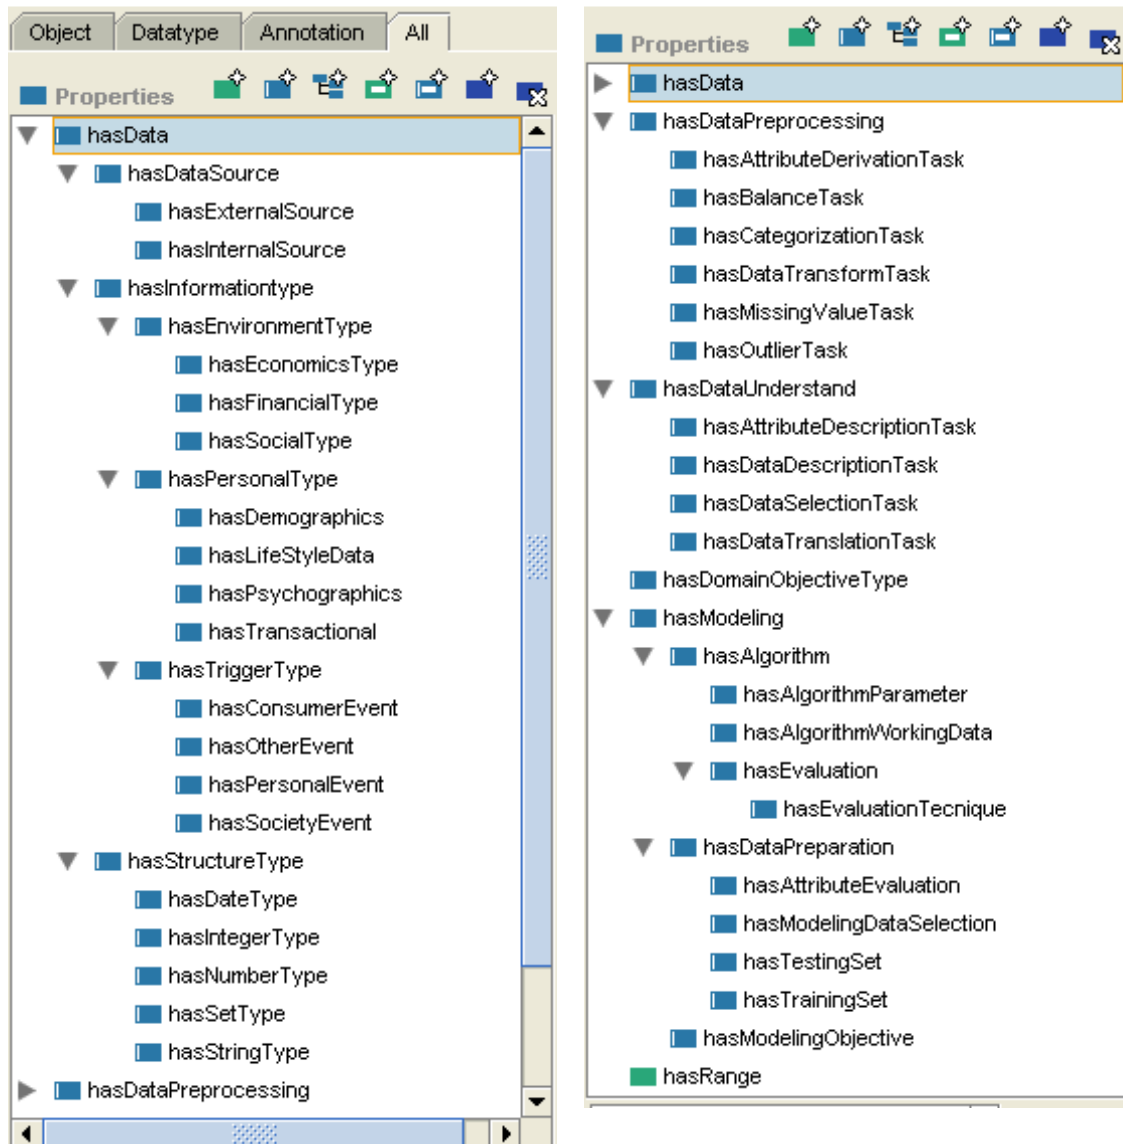 Object Datatype Annotation All
Properties
hasData
hasDataSource
hasExternalSource
hasInternalSource
hasInformationtype
hasEnvironmentType
hasEconomicsType
hasFinancialType
hasSocialType
hasPersonalType
hasDemographics
hasLifeStyleData
hasPsychographics
hasTransactional
hasTriggerType
hasConsumerEvent
hasOtherEvent
hasPersonalEvent
hasSocietyEvent
hasStructureType
hasDateType
hasIntegerType
hasNumberType
hasSetType
hasStringType
hasDataPreprocessing
Properties
hasData
hasDataPreprocessing
hasAttributeDerivationTask
hasBalanceTask
hasCategorizationTask
hasDataTransformTask
hasMissingValueTask
hasOutlierTask
hasDataUnderstand
hasAttributeDescriptionTask
hasDataDescriptionTask
hasDataSelectionTask
hasDataTranslationTask
hasDomainObjectiveType
hasModeling
hasAlgorithm
hasAlgorithmParameter
hasAlgorithmWorkingData
hasEvaluation
hasEvaluationTecnique
hasDataPreparation
hasAttributeEvaluation
hasModelingDataSelection
hasTestingSet
hasTrainingSet
hasModelingObjective
hasRange